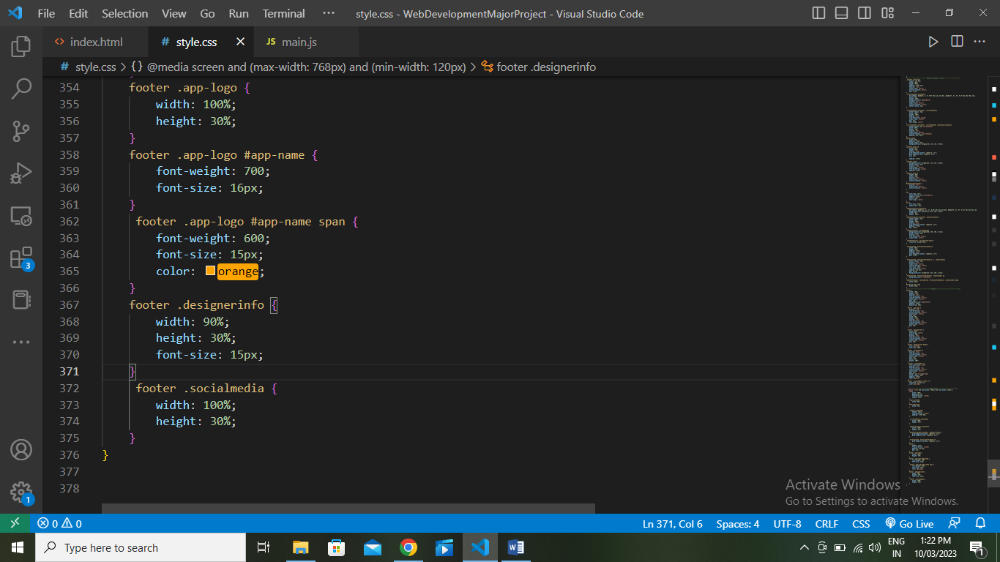 File Edit Selection View Go Run Terminal ··· style.css - WebDevelopmentMajorProject - Visual Studio Code
<> index.html # style.css × JS main.js
# style.css > {} @media screen and (max-width: 768px) and (min-width: 120px) > footer .designerinfo
354 footer .app-logo {
355 width: 100%;
356 height: 30%;
357 }
358 footer .app-logo #app-name {
359 font-weight: 700;
360 font-size: 16px;
361 }
362 footer .app-logo #app-name span {
363 font-weight: 600;
364 font-size: 15px;
365 color: orange;
366 }
367 footer .designerinfo {
368 width: 90%;
369 height: 30%;
370 font-size: 15px;
371 }
372 footer .socialmedia {
373 width: 100%;
374 height: 30%;
375 }
376 }
377
378
3
1
Activate Windows
Go to Settings to activate Windows.
0 0 Ln 371, Col 6 Spaces: 4 UTF-8 CRLF CSS Go Live
Type here to search
ENG
IN
1:22 PM
10/03/2023
1